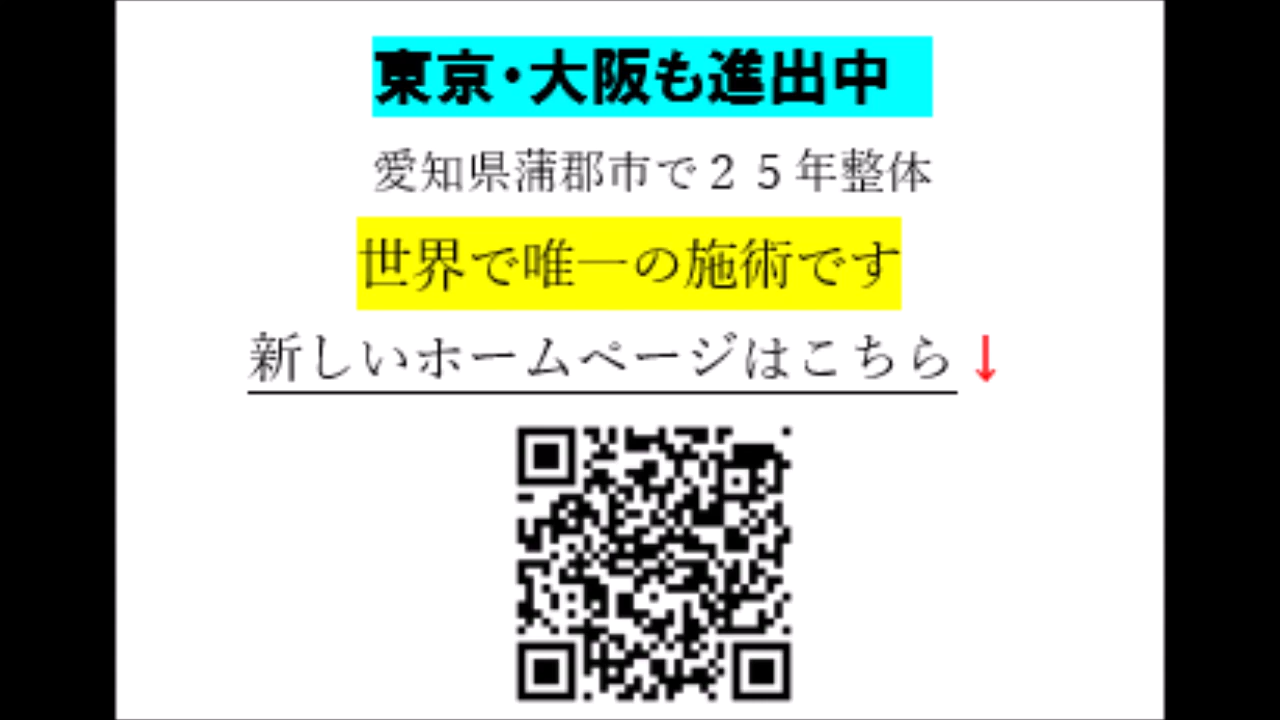 東京・大阪も進出中
愛知県蒲郡市で２５年整体
世界で唯一の施術です
新しいホームページはこちら↓